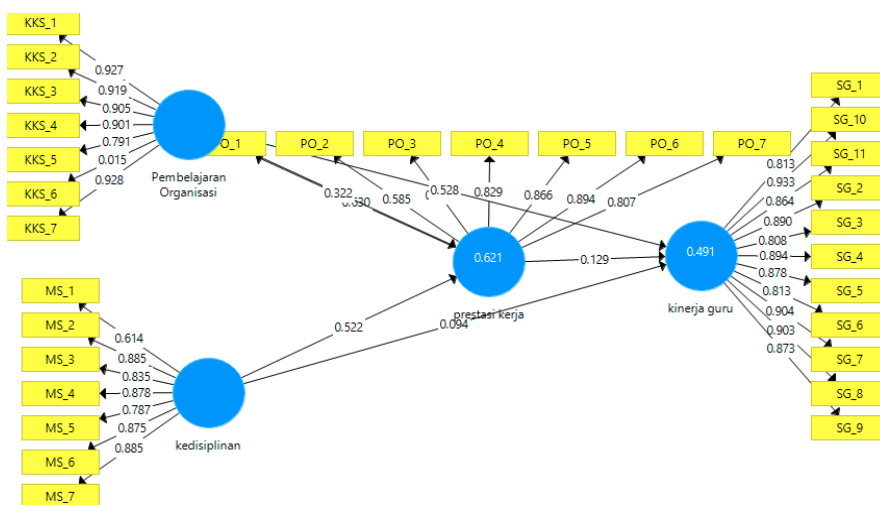 KKS_1
KKS_2
KKS_3
KKS_4
KKS_5
KKS_6
KKS_7
0.927
0.919
0.905
0.901
0.791
0.015
0.928
Pembelajaran
Organisasi
PO_2
PO_3
PO_4
PO_5
PO_6
PO_7
0.322
0.585
0.528
0.829
0.866
0.894
0.807
0.621
prestasi kerja
0.129
0.522
0.094
MS_1
MS_2
MS_3
MS_4
MS_5
MS_6
MS_7
0.614
0.885
0.835
0.878
0.787
0.875
0.885
kedisiplinan
0.491
kinerja guru
0.813
0.933
0.864
0.890
0.808
0.894
0.878
0.813
0.904
0.903
0.873
SG_1
SG_10
SG_11
SG_2
SG_3
SG_4
SG_5
SG_6
SG_7
SG_8
SG_9